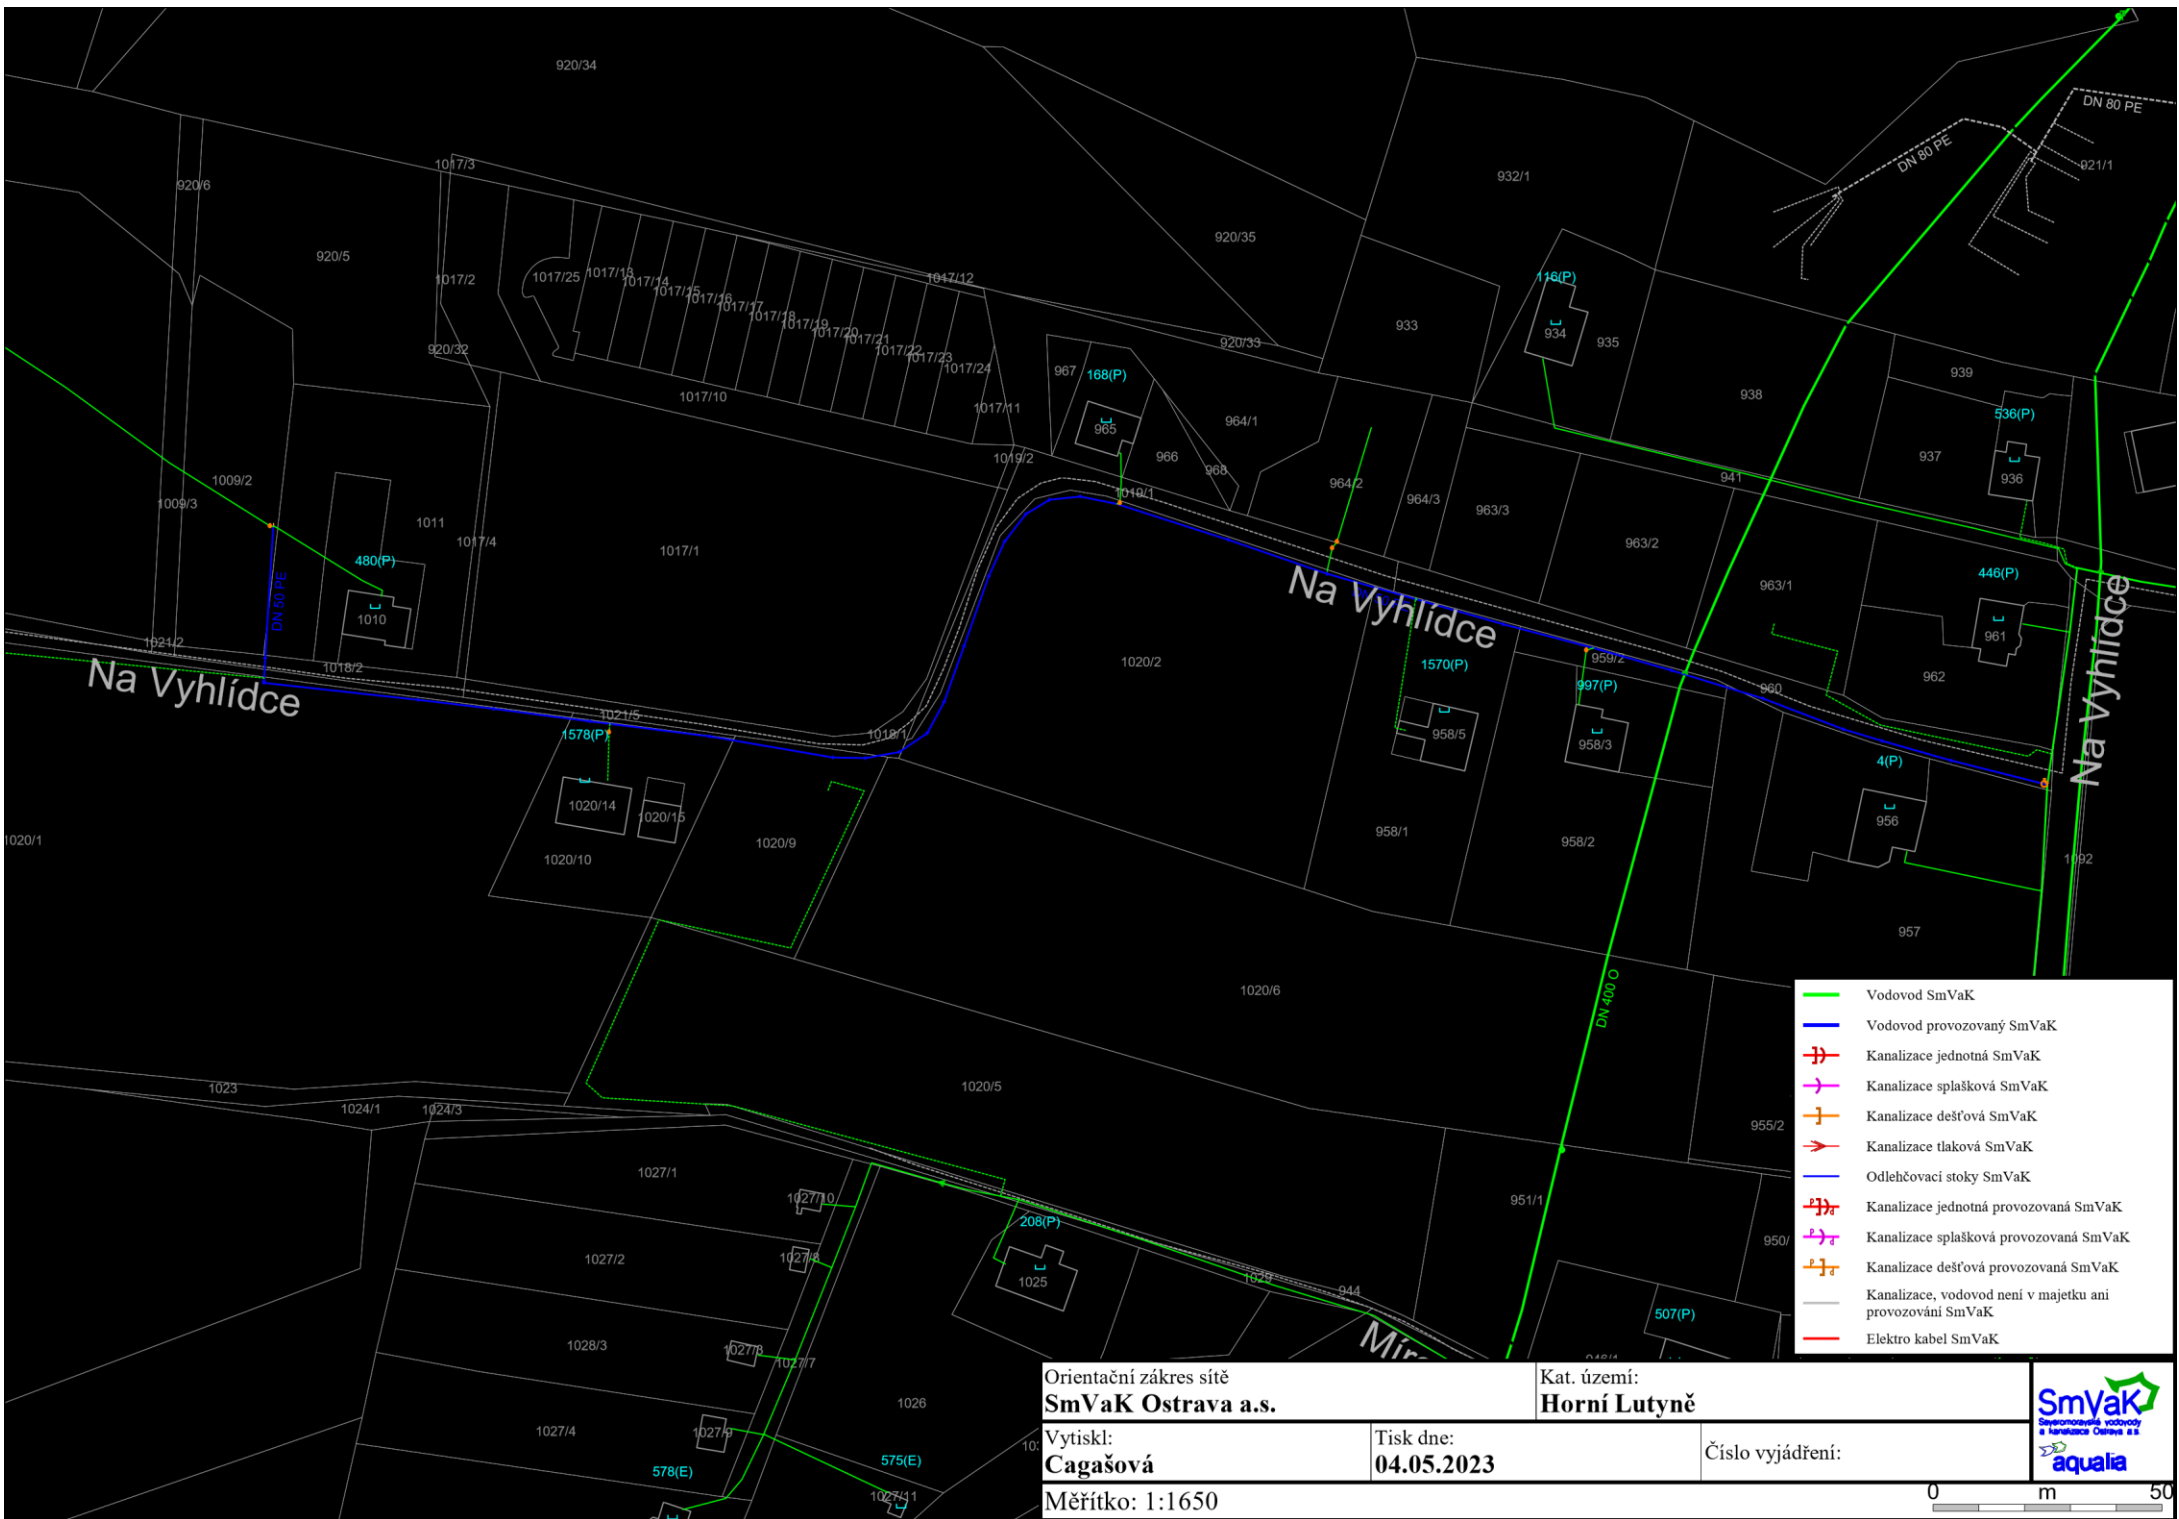 920/34
DN 80 PE
DN 80 PE
921/1
1017/3
932/1
920/6
920/35
920/5
1017/2
1017/25
1017/13
1017/14
1017/15
1017/16
1017/17
1017/18
1017/19
1017/20
1017/21
1017/22
1017/23
1017/24
1017/12
116(P)
933
934
935
920/33
920/32
967
168(P)
939
938
1017/10
1017/11
965
964/1
536(P)
1019/2
966
968
937
941
936
1009/2
964/2
1009/3
1019/1
964/3
963/3
1011
1017/4
1017/1
963/2
480(P)
446(P)
963/1
DN 50 PE
Na Vyhlídce
1010
961
1021/2
1018/2
1020/2
1570(P)
959/2
962
Na Vyhlídce
997(P)
960
Na Vyhlídce
1021/5
1578(P)
1018/1
958/5
958/3
4(P)
1020/14
1020/15
956
1020/1
1020/9
958/1
958/2
1020/10
1092
957
1020/6
DN 400 O
1020/5
1023
1024/1
1024/3
955/2
1027/1
1027/10
951/1
208(P)
950/
1027/2
1027/8
1025
1029
944
507(P)
1028/3
1027/3
1027/7
Míro
1026
1027/4
1027/9
575(E)
578(E)
1027/11
Vodovod SmVaK
Vodovod provozovaný SmVaK
Kanalizace jednotná SmVaK
Kanalizace splašková SmVaK
Kanalizace dešťová SmVaK
Kanalizace tlaková SmVaK
Odlehčovací stoky SmVaK
Kanalizace jednotná provozovaná SmVaK
Kanalizace splašková provozovaná SmVaK
Kanalizace dešťová provozovaná SmVaK
Kanalizace, vodovod není v majetku ani
provozování SmVaK
Elektro kabel SmVaK
Orientační zákres sítě
SmVaK Ostrava a.s.
Kat. území:
Horní Lutyně
Vytiskl:
Cagašová
Tisk dne:
04.05.2023
Číslo vyjádření:
Měřítko: 1:1650
SmVaK
Severomoravské vodovody
a kanalizace Ostrava a.s.
aqualia
0 m 50